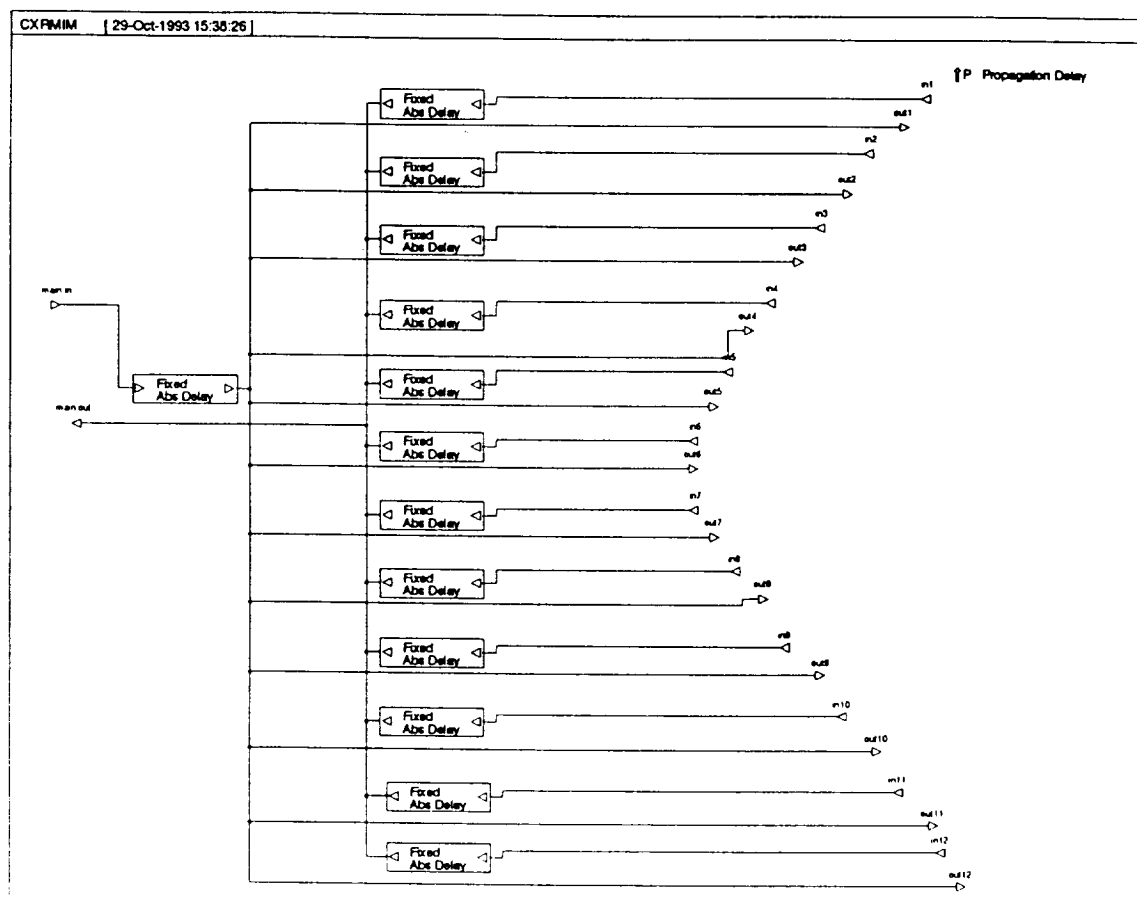 CXRMIM [ 29-Oct-1993 15:38:26 ]
⇑P Propagation Delay
in1
Fixed
Abs Delay
out1
in2
Fixed
Abs Delay
out2
in3
Fixed
Abs Delay
out3
main in
in4
Fixed
Abs Delay
out4
in5
Fixed
Abs Delay
Fixed
Abs Delay
out5
main out
in6
Fixed
Abs Delay
out6
in7
Fixed
Abs Delay
out7
in8
Fixed
Abs Delay
out8
in9
Fixed
Abs Delay
out9
in10
Fixed
Abs Delay
out10
in11
Fixed
Abs Delay
out11
in12
Fixed
Abs Delay
out12